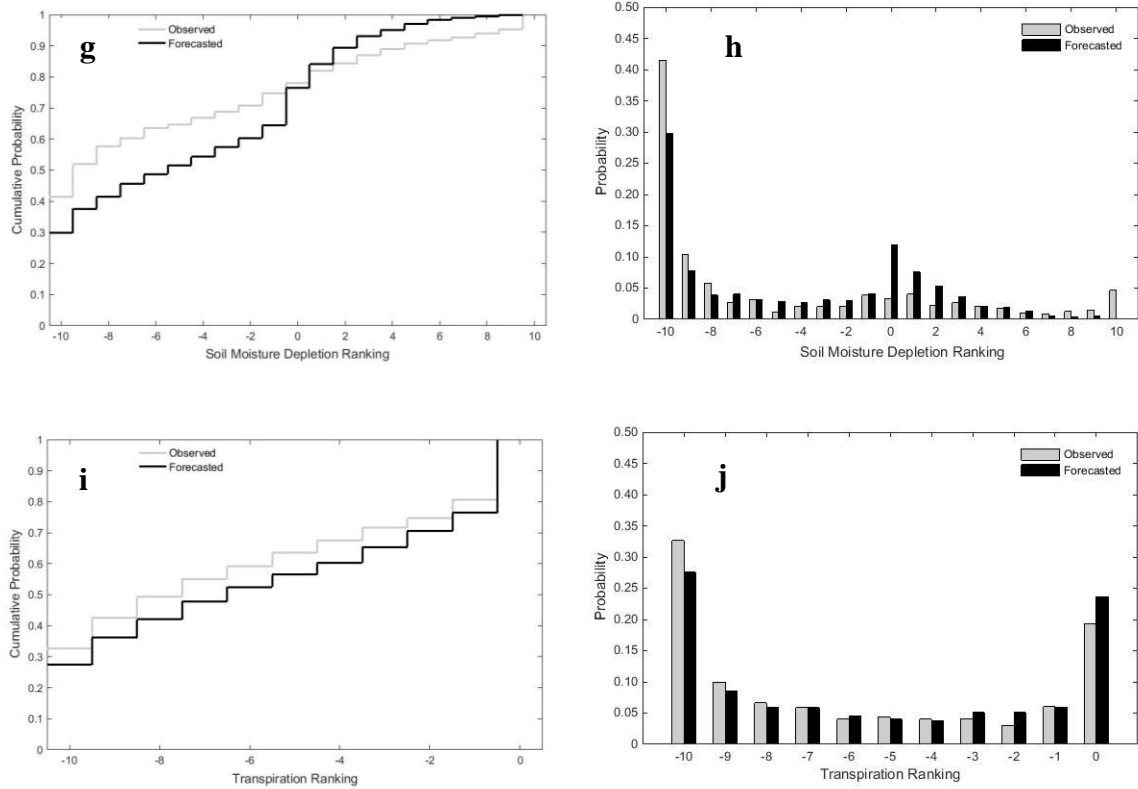 g
Observed
Forecasted
1
0.9
0.8
0.7
0.6
0.5
0.4
0.3
0.2
0.1
0
Cumulative Probability
-10 -8 -6 -4 -2 0 2 4 6 8 10
Soil Moisture Depletion Ranking
h
Observed
Forecasted
0.50
0.45
0.40
0.35
0.30
0.25
0.20
0.15
0.10
0.05
0
Probability
-10 -8 -6 -4 -2 0 2 4 6 8 10
Soil Moisture Depletion Ranking
i
Observed
Forecasted
1
0.9
0.8
0.7
0.6
0.5
0.4
0.3
0.2
0.1
0
Cumulative Probability
-10 -8 -6 -4 -2 0
Transpiration Ranking
j
Observed
Forecasted
0.50
0.45
0.40
0.35
0.30
0.25
0.20
0.15
0.10
0.05
0
Probability
-10 -9 -8 -7 -6 -5 -4 -3 -2 -1 0
Transpiration Ranking